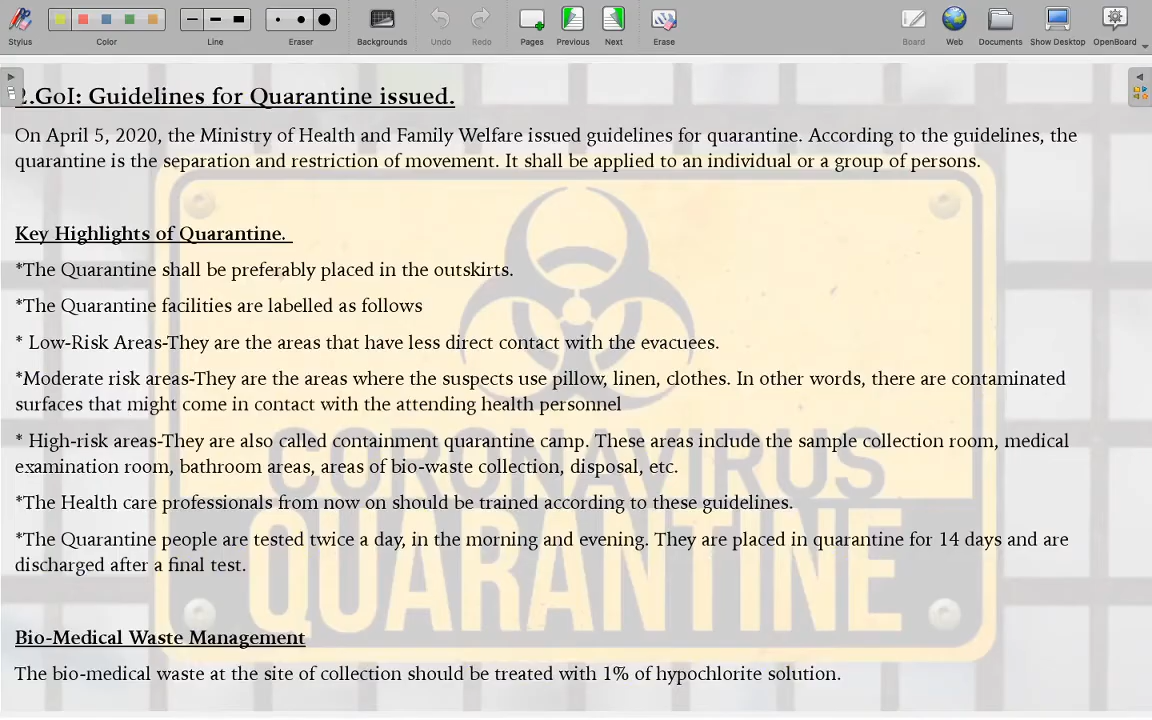 Stylus
Color
Line
Eraser
Backgrounds
Undo
Redo
Pages
Previous
Next
Erase
Board
Web
Documents
Show Desktop
OpenBoard
2.GoI: Guidelines for Quarantine issued.
On April 5, 2020, the Ministry of Health and Family Welfare issued guidelines for quarantine. According to the guidelines, the
quarantine is the separation and restriction of movement. It shall be applied to an individual or a group of persons.
Key Highlights of Quarantine.
*The Quarantine shall be preferably placed in the outskirts.
*The Quarantine facilities are labelled as follows
* Low-Risk Areas-They are the areas that have less direct contact with the evacuees.
*Moderate risk areas-They are the areas where the suspects use pillow, linen, clothes. In other words, there are contaminated
surfaces that might come in contact with the attending health personnel
* High-risk areas-They are also called containment quarantine camp. These areas include the sample collection room, medical
examination room, bathroom areas, areas of bio-waste collection, disposal, etc.
*The Health care professionals from now on should be trained according to these guidelines.
*The Quarantine people are tested twice a day, in the morning and evening. They are placed in quarantine for 14 days and are
discharged after a final test.
Bio-Medical Waste Management
The bio-medical waste at the site of collection should be treated with 1% of hypochlorite solution.
CORONAVIRUS
QUARANTINE